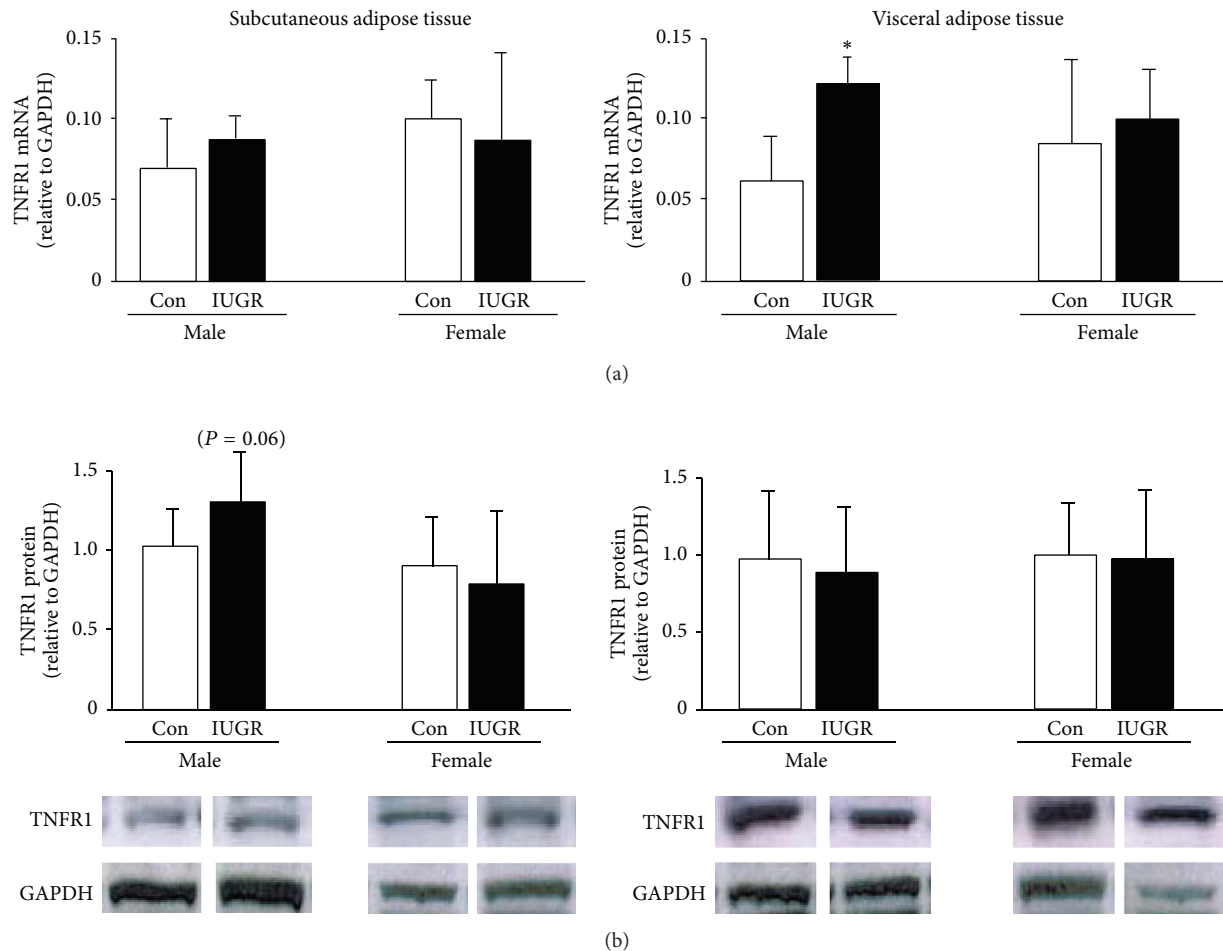 Subcutaneous adipose tissue
TNFR1 mRNA
(relative to GAPDH)
0.15
0.10
0.05
0
Con IUGR Con IUGR
Male Female
Visceral adipose tissue
TNFR1 mRNA
(relative to GAPDH)
0.15
0.10
0.05
0
*
Con IUGR Con IUGR
Male Female
(a)
(P = 0.06)
TNFR1 protein
(relative to GAPDH)
1.5
1.0
0.5
0
Con IUGR Con IUGR
Male Female
TNFR1
GAPDH
TNFR1 protein
(relative to GAPDH)
1.5
1.0
0.5
0
Con IUGR Con IUGR
Male Female
TNFR1
GAPDH
(b)